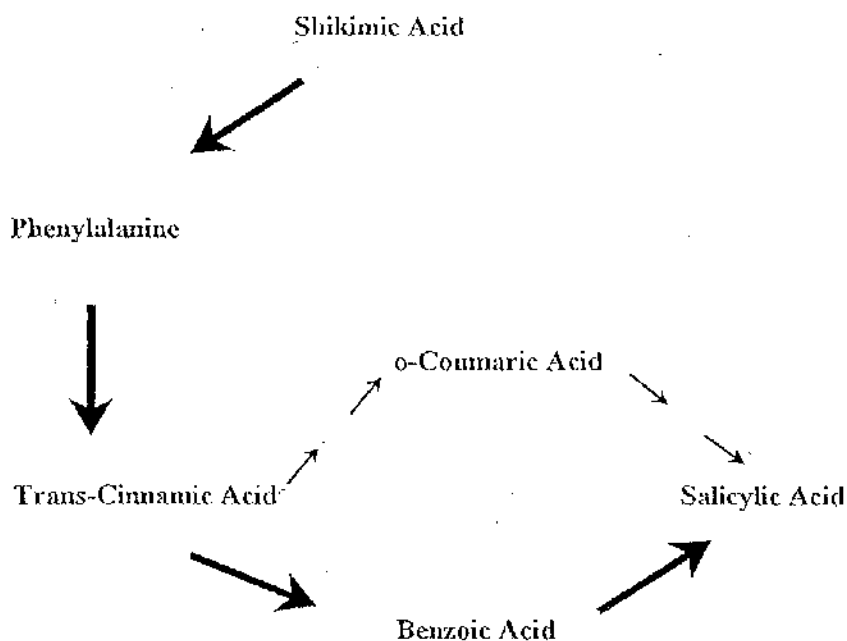 Shikimic Acid
Phenylalanine
o-Coumaric Acid
Trans-Cinnamic Acid
Salicylic Acid
Benzoic Acid